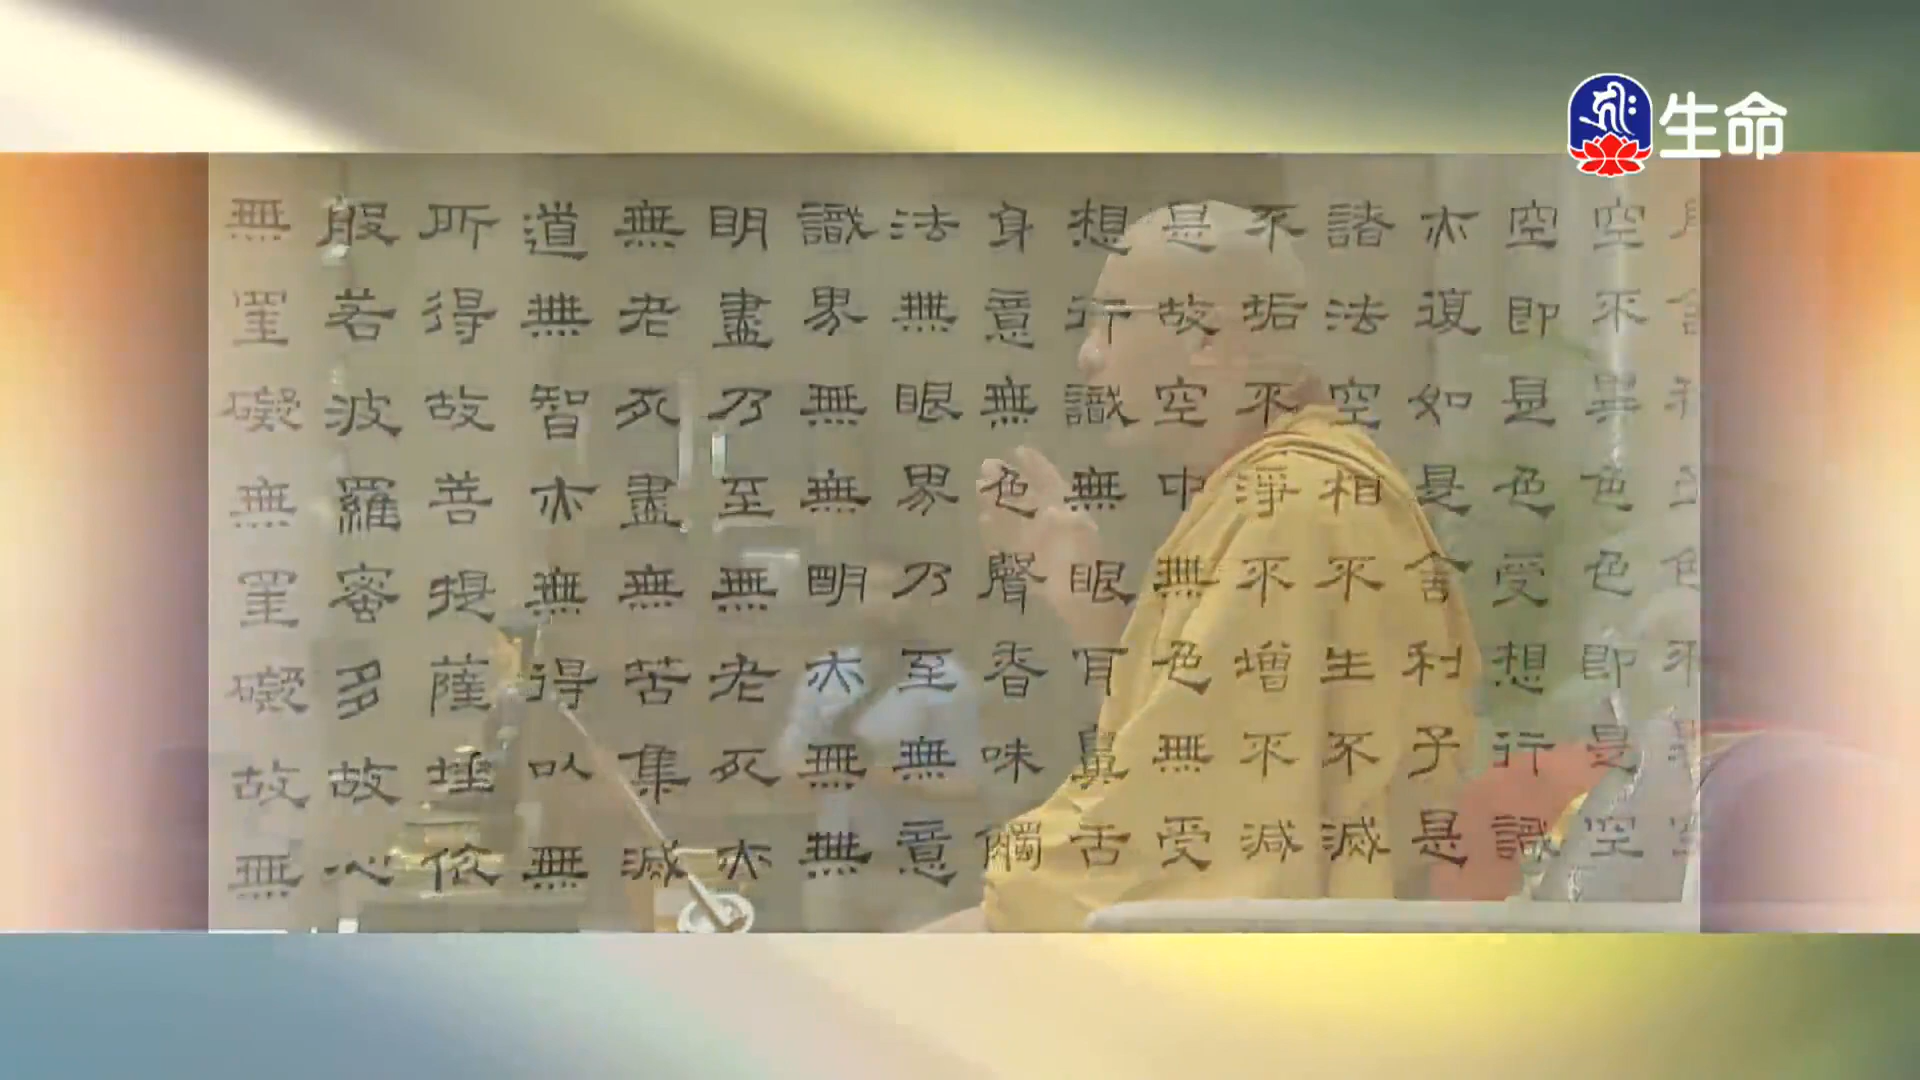 生命
空不異色色即是空
空即是色受想行識
亦復如是舍利子是
諸法空相不生不滅
不垢不淨不增不減
是故空中無色無受
想行識無眼耳鼻舌
身意無色聲香味觸
法無眼界乃至無意
識界無無明亦無無
明盡乃至無老死亦
無老死盡無苦集滅
道無智亦無得以無
所得故菩提薩埵依
般若波羅蜜多故心
無罣礙無罣礙故無